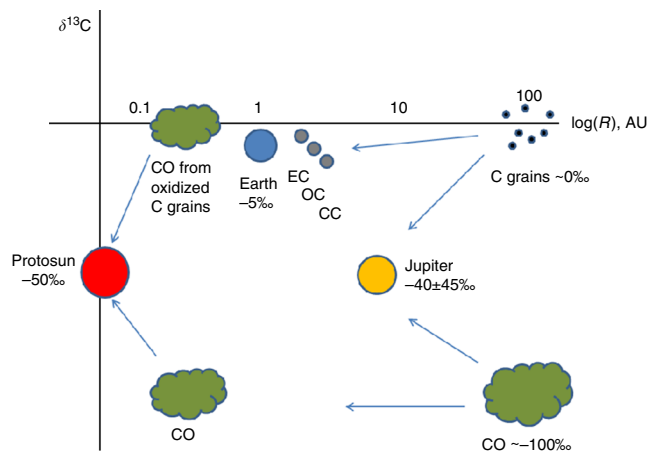 δ¹³C
0.1
1
10
100
log(R), AU
CO from
oxidized
C grains
Earth
–5‰
EC
OC
CC
C grains ~0‰
Protosun
–50‰
Jupiter
–40±45‰
CO
CO ~–100‰